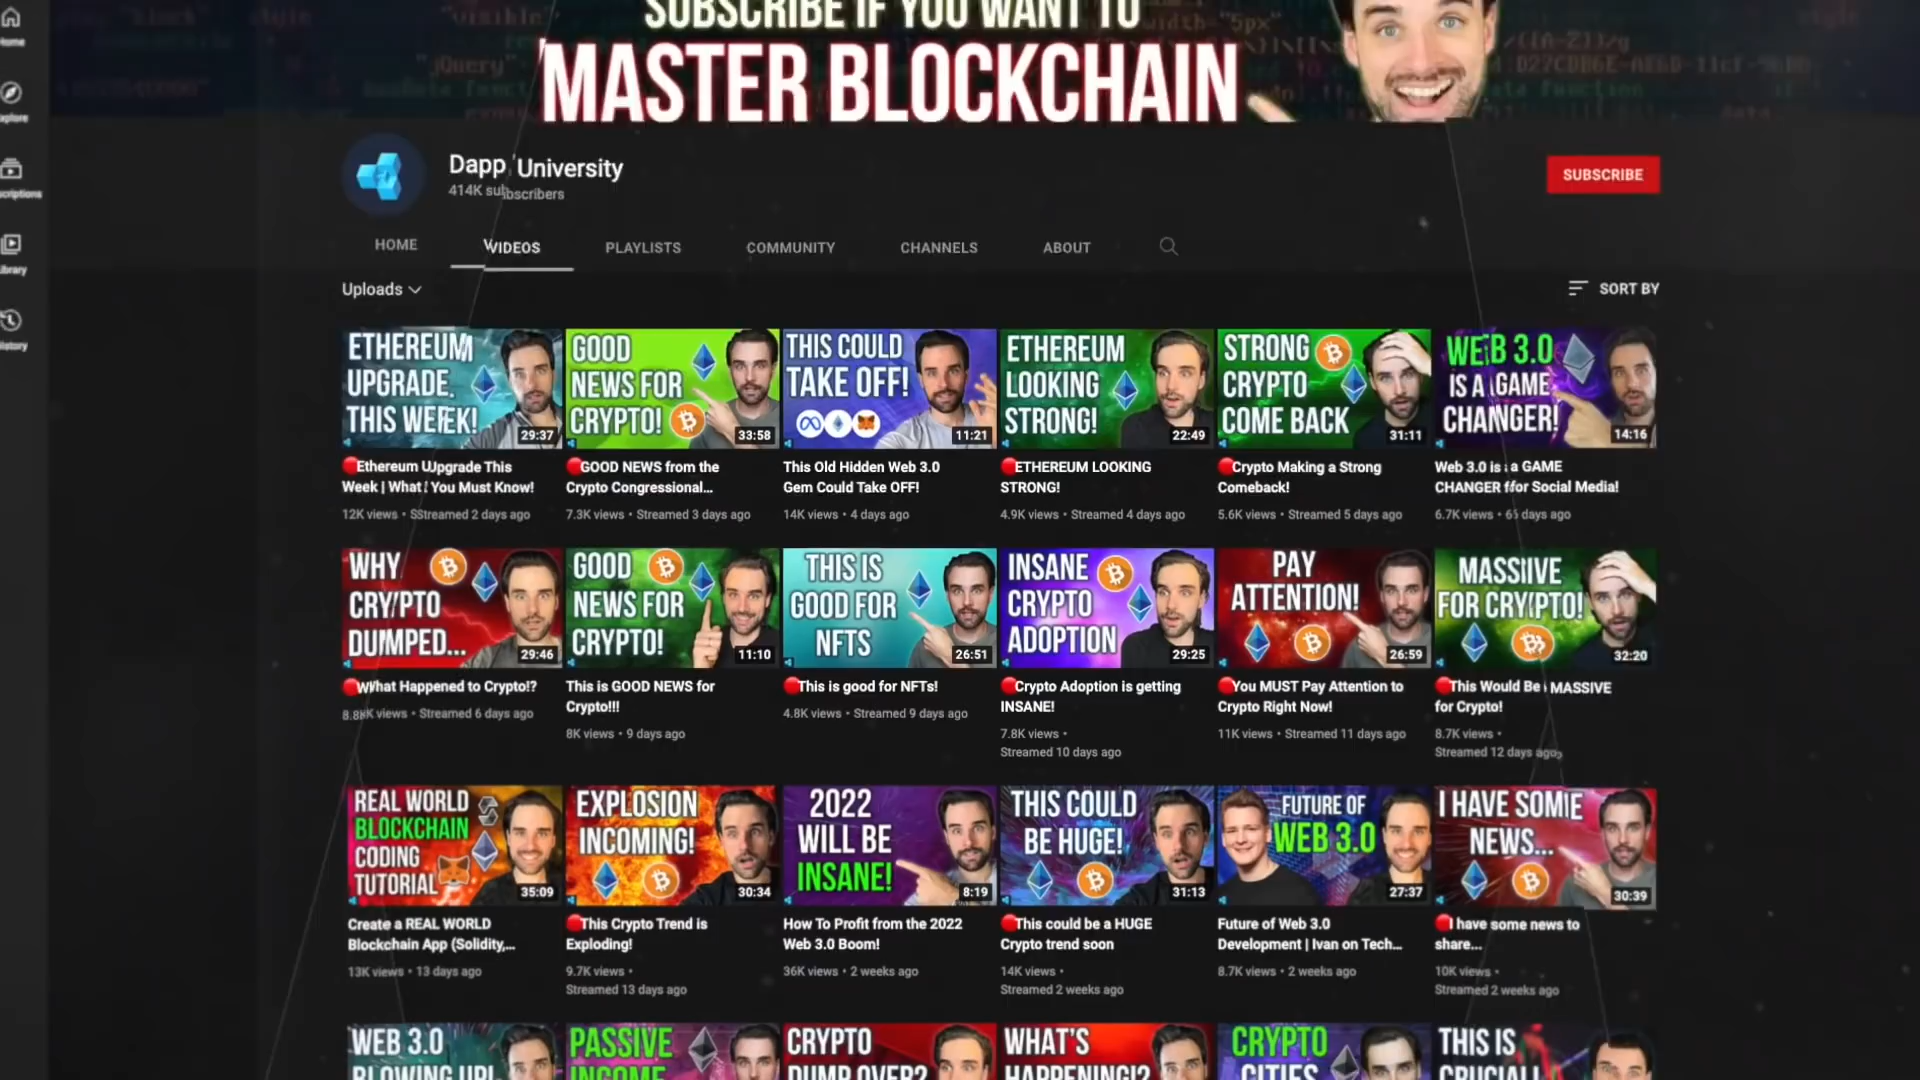 SUBSCRIBE IF YOU WANT TO
MASTER BLOCKCHAIN
Dapp University
414K subscribers
SUBSCRIBE
HOME VIDEOS PLAYLISTS COMMUNITY CHANNELS ABOUT
Uploads
SORT BY
ETHEREUM
UPGRADE
THIS WEEK!
29:37
GOOD
NEWS FOR
CRYPTO!
33:58
THIS COULD
TAKE OFF!
11:21
ETHEREUM
LOOKING
STRONG!
22:49
STRONG
CRYPTO
COME BACK
31:11
WEB 3.0
IS A GAME
CHANGER!
14:16
Ethereum Upgrade This
Week | What You Must Know!
12K views • Streamed 2 days ago
GOOD NEWS from the
Crypto Congressional...
7.3K views • Streamed 3 days ago
This Old Hidden Web 3.0
Gem Could Take OFF!
14K views • 4 days ago
ETHEREUM LOOKING
STRONG!
4.9K views • Streamed 4 days ago
Crypto Making a Strong
Comeback!
5.6K views • Streamed 5 days ago
Web 3.0 is a GAME
CHANGER for Social Media!
6.7K views • 6 days ago
WHY
CRYPTO
DUMPED...
29:46
GOOD
NEWS FOR
CRYPTO!
11:10
THIS IS
GOOD FOR
NFTS
26:51
INSANE
CRYPTO
ADOPTION
29:25
PAY
ATTENTION!
26:59
MASSIVE
FOR CRYPTO!
32:20
What Happened to Crypto!?
8.8K views • Streamed 6 days ago
This is GOOD NEWS for
Crypto!!!
8K views • 9 days ago
This is good for NFTs!
4.8K views • Streamed 9 days ago
Crypto Adoption is getting
INSANE!
7.8K views •
Streamed 10 days ago
You MUST Pay Attention to
Crypto Right Now!
11K views • Streamed 11 days ago
This Would Be MASSIVE
for Crypto!
8.7K views •
Streamed 12 days ago
REAL WORLD
BLOCKCHAIN
CODING
TUTORIAL
35:09
EXPLOSION
INCOMING!
30:34
2022
WILL BE
INSANE!
8:19
THIS COULD
BE HUGE!
31:13
FUTURE OF
WEB 3.0
27:37
I HAVE SOME
NEWS...
30:39
Create a REAL WORLD
Blockchain App (Solidity,...
13K views • 13 days ago
This Crypto Trend is
Exploding!
9.7K views •
Streamed 13 days ago
How To Profit from the 2022
Web 3.0 Boom!
36K views • 2 weeks ago
This could be a HUGE
Crypto trend soon
14K views •
Streamed 2 weeks ago
Future of Web 3.0
Development | Ivan on Tech...
8.7K views • 2 weeks ago
I have some news to
share...
10K views •
Streamed 2 weeks ago
WEB 3.0
BLOWING UP!
PASSIVE
INCOME
CRYPTO
DUMP OVER?
WHAT'S
HAPPENING!?
CRYPTO
CITIES
THIS IS
CRUCIAL!